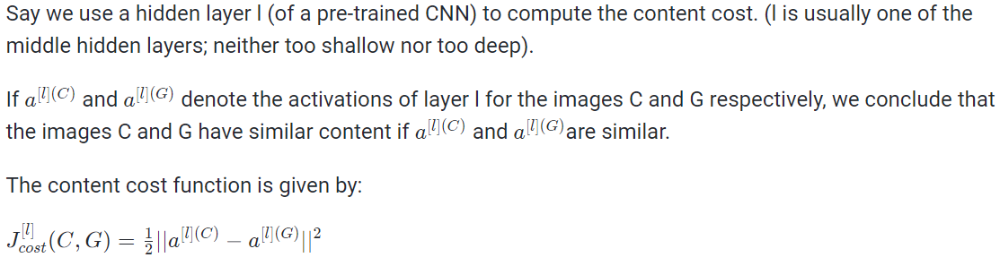 Say we use a hidden layer l (of a pre-trained CNN) to compute the content cost. (l is usually one of the
middle hidden layers; neither too shallow nor too deep).
If a^{[l](C)} and a^{[l](G)} denote the activations of layer l for the images C and G respectively, we conclude that
the images C and G have similar content if a^{[l](C)} and a^{[l](G)} are similar.
The content cost function is given by:
J^{[l]}_{cost}(C, G) = \frac{1}{2}||a^{[l](C)} − a^{[l](G)}||^2